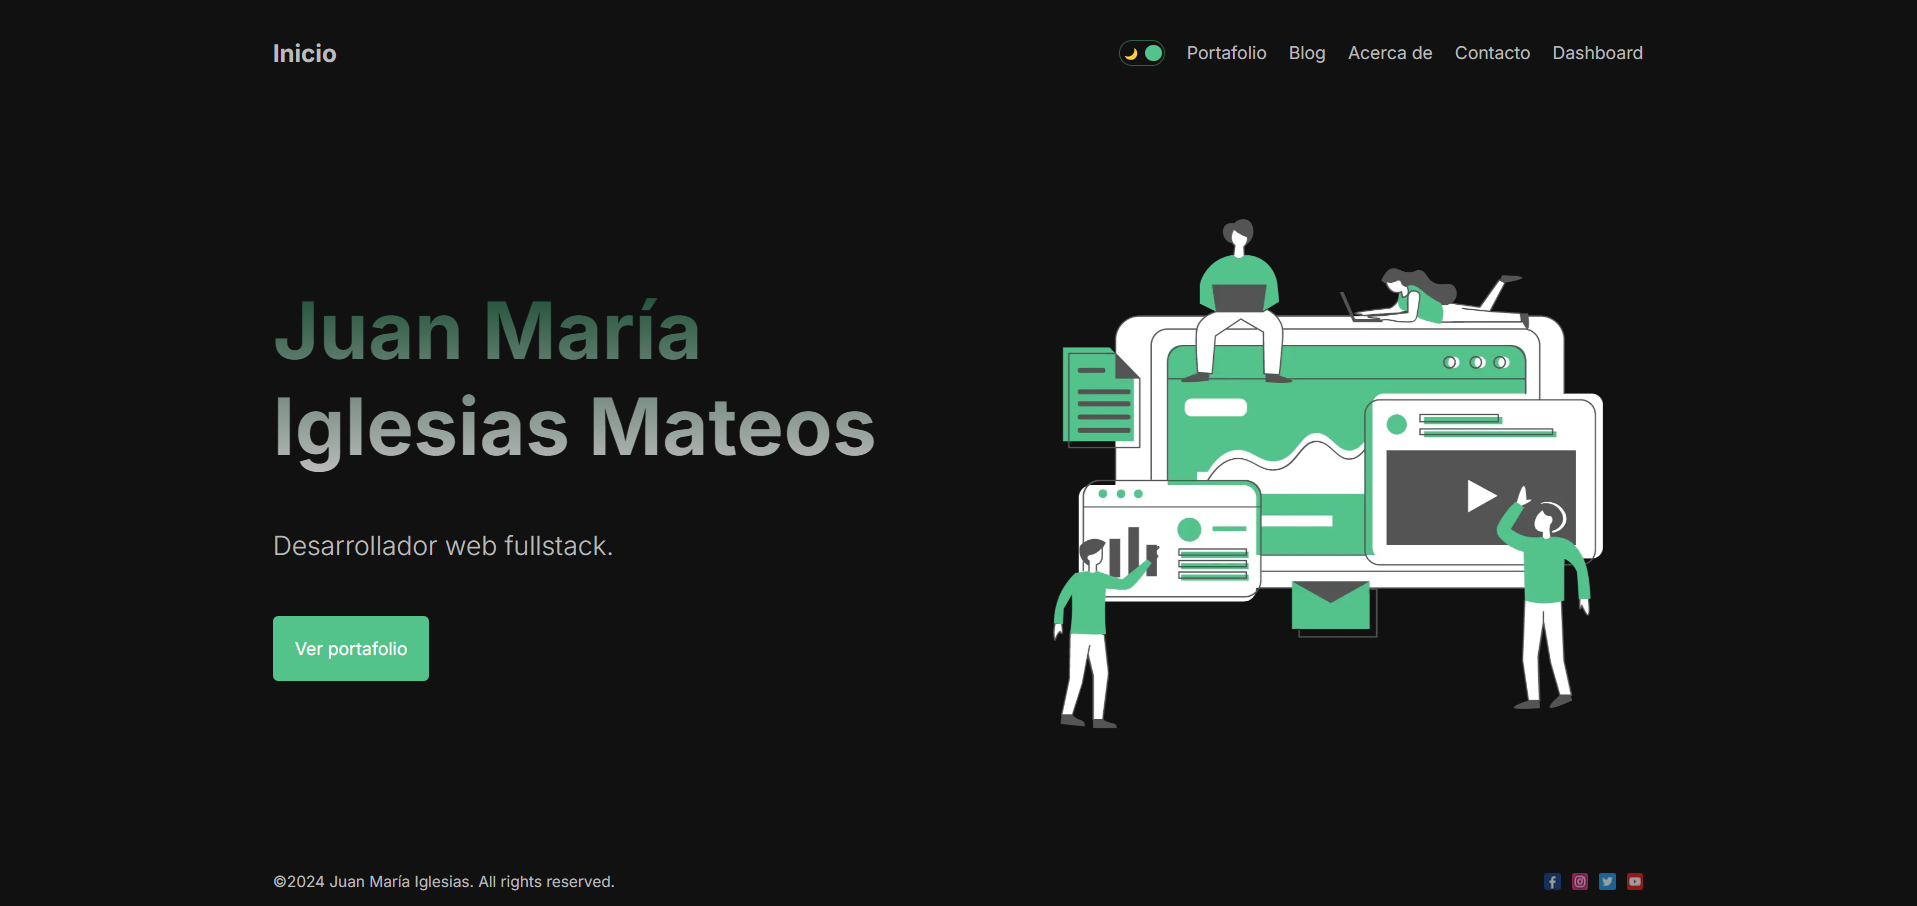 Inicio
Portafolio Blog Acerca de Contacto Dashboard
Juan María
Iglesias Mateos
Desarrollador web fullstack.
Ver portafolio
©2024 Juan María Iglesias. All rights reserved.